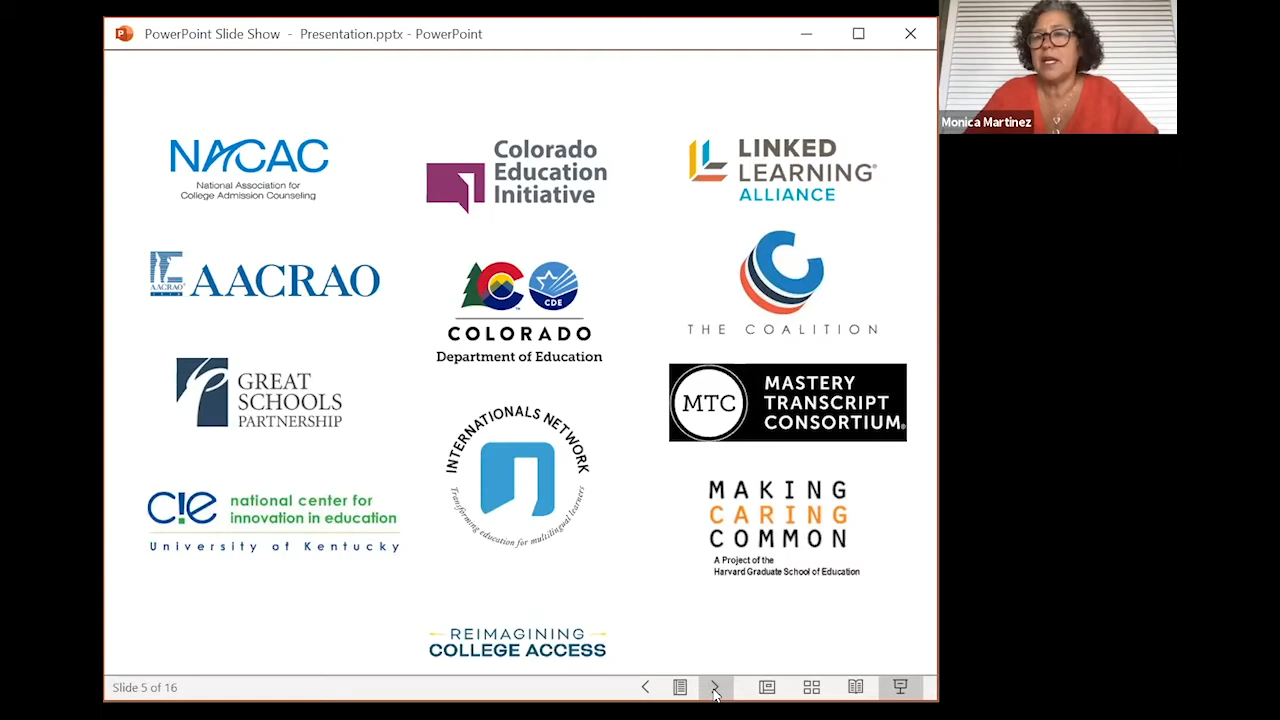 PowerPoint Slide Show - Presentation.pptx - PowerPoint
Monica Martinez
NACAC
National Association for
College Admission Counseling
Colorado
Education
Initiative
LINKED
LEARNING®
ALLIANCE
AACRAO
AACRAO
CDE
COLORADO
Department of Education
THE COALITION
GREAT
SCHOOLS
PARTNERSHIP
INTERNATIONALS NETWORK
Transforming education for multilingual learners
MTC
MASTERY
TRANSCRIPT
CONSORTIUM®
c!e
national center for
innovation in education
University of Kentucky
MAKING
CARING
COMMON
A Project of the
Harvard Graduate School of Education
REIMAGINING
COLLEGE ACCESS
Slide 5 of 16